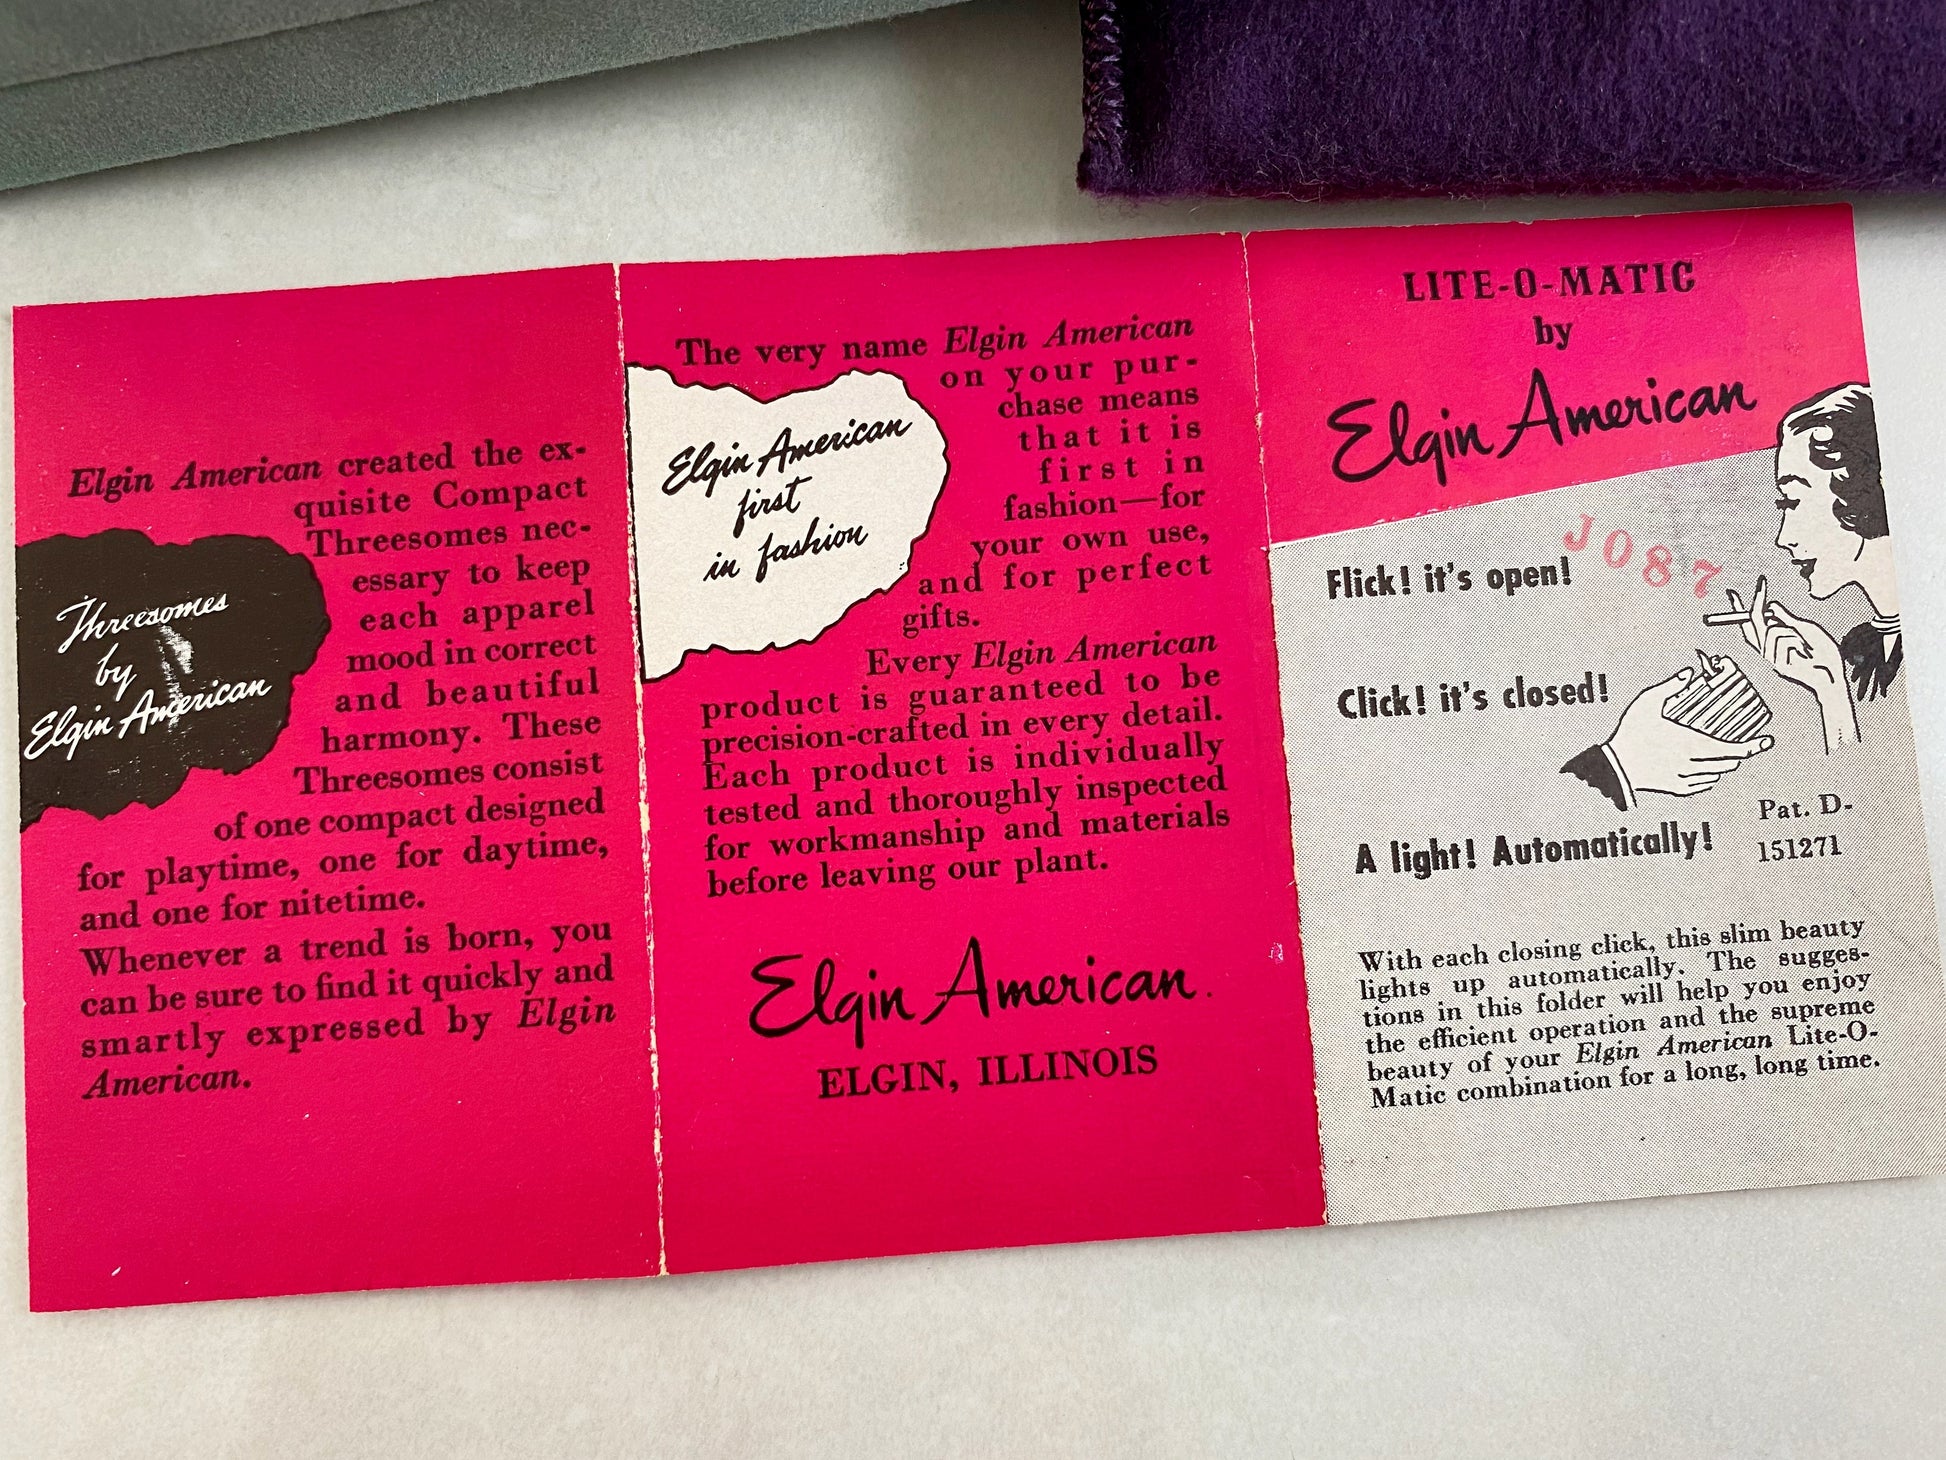 Elgin American created the ex-
quisite Compact
Threesomes nec-
essary to keep
each apparel
mood in correct
and beautiful
harmony. These
Threesomes consist
of one compact designed
for playtime, one for daytime,
and one for nitetime.
Whenever a trend is born, you
can be sure to find it quickly and
smartly expressed by Elgin
American.
Threesomes
by
Elgin American
The very name Elgin American
on your pur-
chase means
that it is
first in
fashion—for
your own use,
and for perfect
gifts.
Elgin American
first
in fashion
Every Elgin American
product is guaranteed to be
precision-crafted in every detail.
Each product is individually
tested and thoroughly inspected
for workmanship and materials
before leaving our plant.
Elgin American.
ELGIN, ILLINOIS
LITE-O-MATIC
by
Elgin American
J087
Flick! it's open!
Click! it's closed!
A light! Automatically!
Pat. D-
151271
With each closing click, this slim beauty
lights up automatically. The sugges-
tions in this folder will help you enjoy
the efficient operation and the supreme
beauty of your Elgin American Lite-O-
Matic combination for a long, long time.